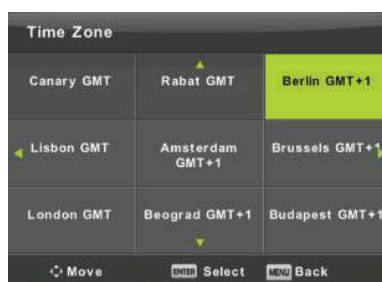 Time Zone
Canary GMT
Rabat GMT
Berlin GMT+1
Lisbon GMT
Amsterdam
GMT+1
Brussels GMT+1
London GMT
Beograd GMT+1
Budapest GMT+1
Move
ENTER Select
MENU Back